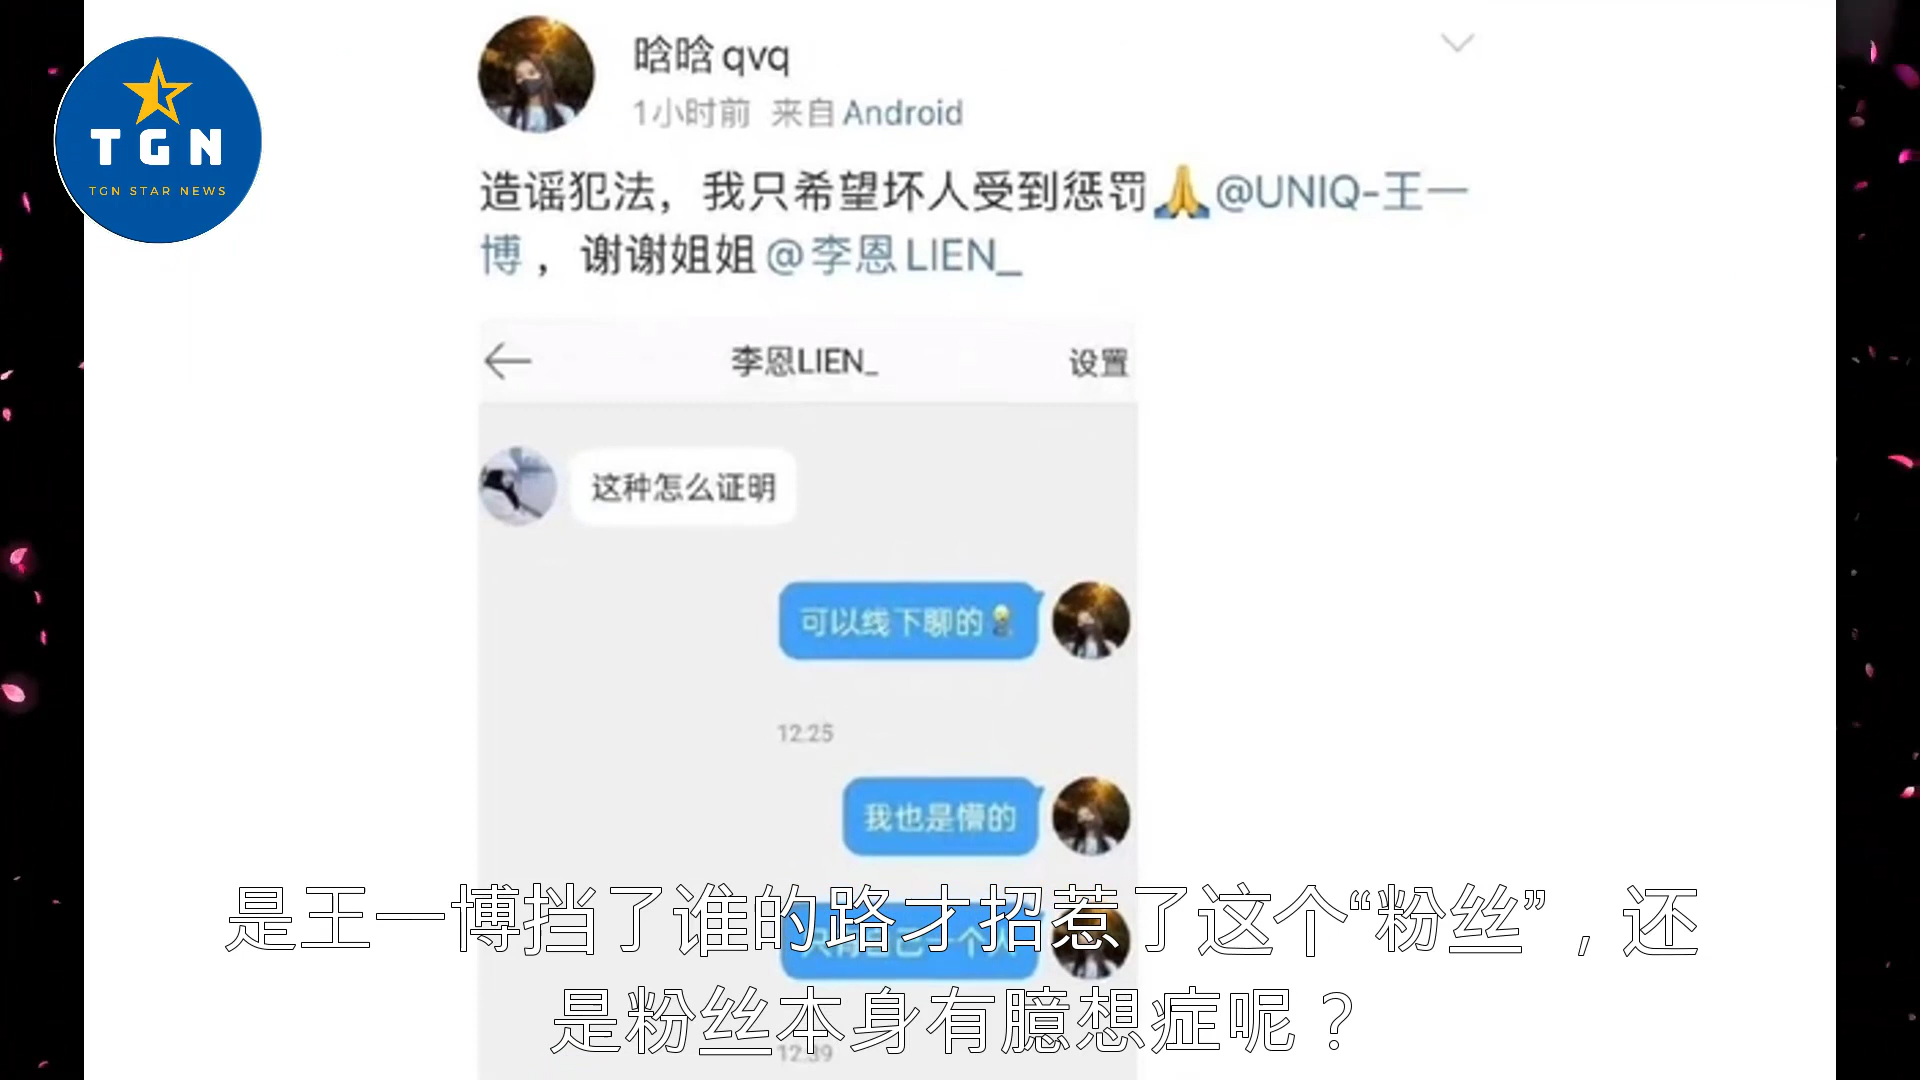 TGN
TGN STAR NEWS
晗晗qvq
1小时前 来自Android
造谣犯法，我只希望坏人受到惩罚🙏@UNIQ-王一
博，谢谢姐姐@李恩LIEN_
李恩LIEN_
设置
这种怎么证明
可以线下聊的
12:25
我也是懵的
是王一博挡了谁的路才招惹了这个“粉丝”，还
是粉丝本身有臆想症呢？
12:39